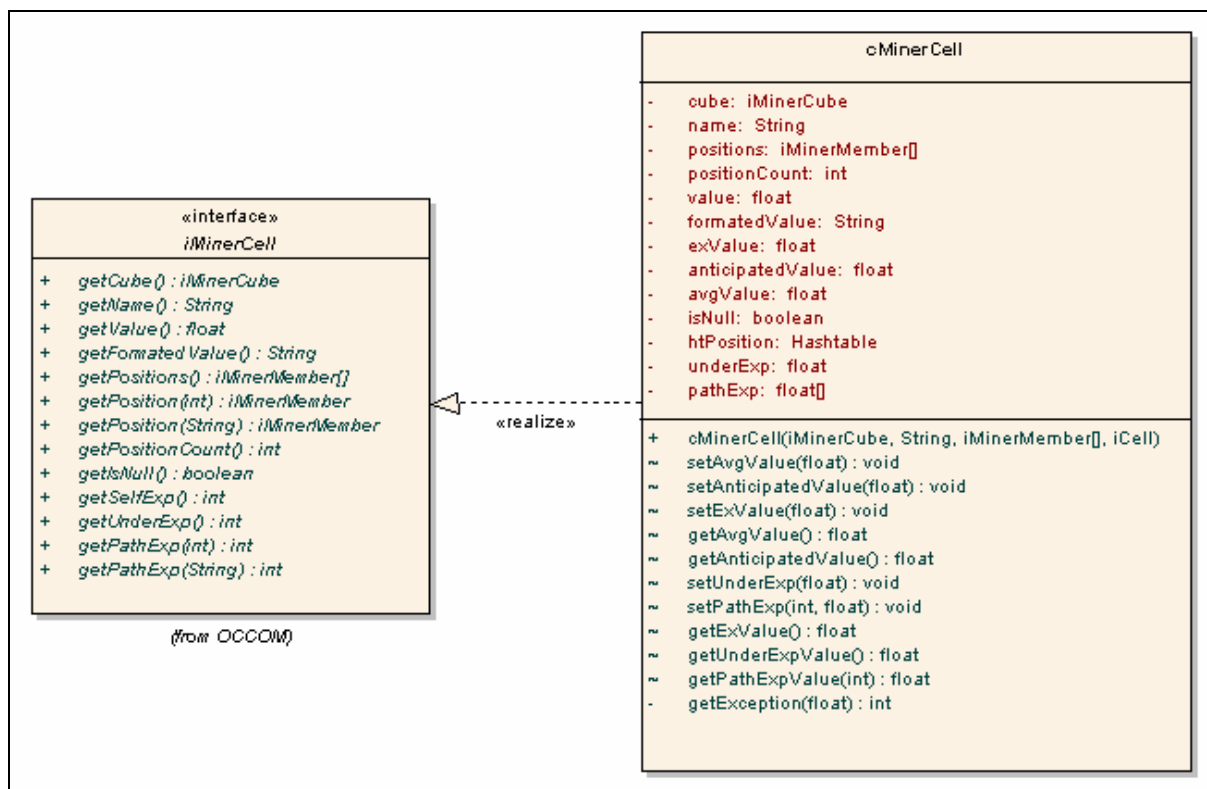 «interface»
iMinerCell
+ getCube() : iMinerCube
+ getName() : String
+ getValue() : float
+ getFormatedValue() : String
+ getPositions() : iMinerMember[]
+ getPosition(int) : iMinerMember
+ getPosition(String) : iMinerMember
+ getPositionCount() : int
+ getIsNull() : boolean
+ getSelfExp() : int
+ getUnderExp() : int
+ getPathExp(int) : int
+ getPathExp(String) : int
(from OCCOM)
«realize»
cMinerCell
- cube: iMinerCube
- name: String
- positions: iMinerMember[]
- positionCount: int
- value: float
- formatedValue: String
- exValue: float
- anticipatedValue: float
- avgValue: float
- isNull: boolean
- htPosition: Hashtable
- underExp: float
- pathExp: float[]
+ cMinerCell(iMinerCube, String, iMinerMember[], iCell)
~ setAvgValue(float) : void
~ setAnticipatedValue(float) : void
~ setExValue(float) : void
~ getAvgValue() : float
~ getAnticipatedValue() : float
~ setUnderExp(float) : void
~ setPathExp(int, float) : void
~ getExValue() : float
~ getUnderExpValue() : float
~ getPathExpValue(int) : float
- getException(float) : int